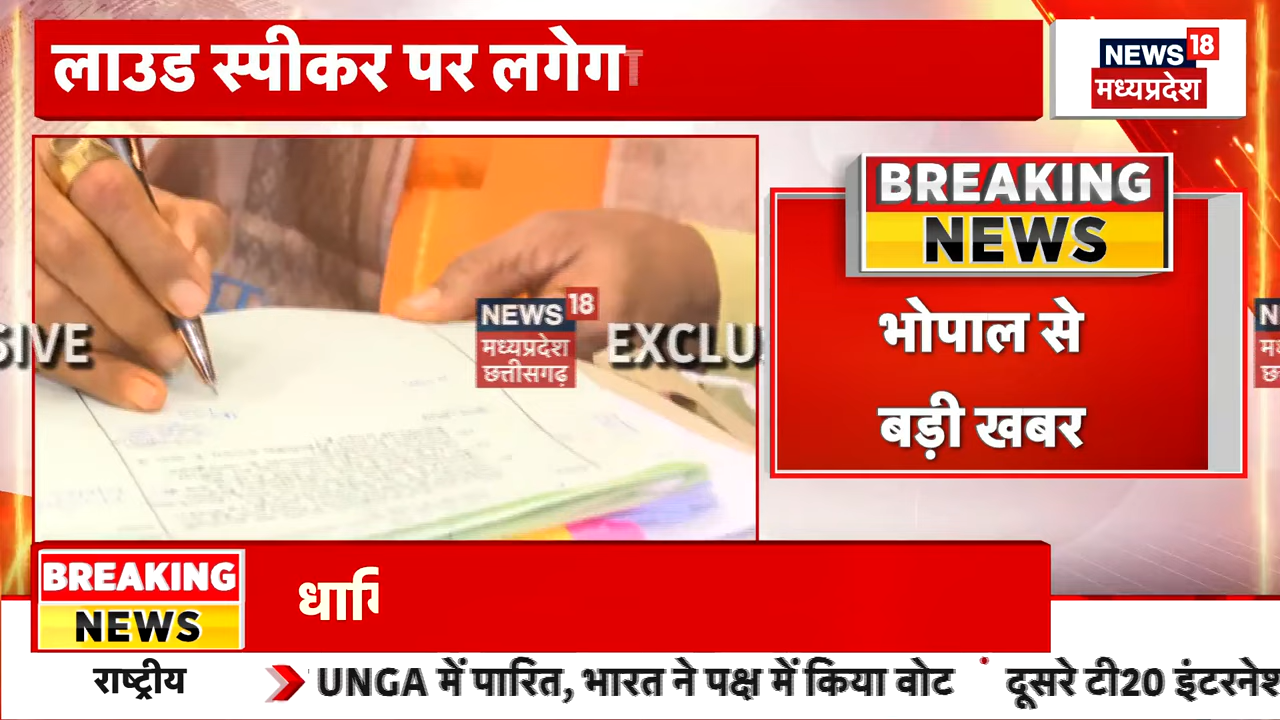 लाउड स्पीकर पर लगेगा
NEWS 18
मध्यप्रदेश
BREAKING
NEWS
भोपाल से
बड़ी खबर
SIVE
NEWS 18
मध्यप्रदेश
छत्तीसगढ़
EXCLU
BREAKING
NEWS
धार्मि
राष्ट्रीय
UNGA में पारित, भारत ने पक्ष में किया वोट
दूसरे टी20 इंटरनेश